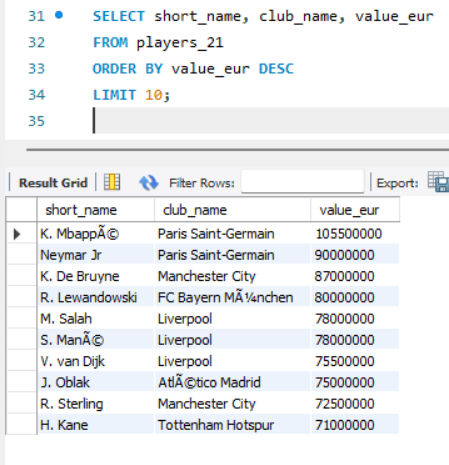 31 SELECT short_name, club_name, value_eur
32 FROM players_21
33 ORDER BY value_eur DESC
34 LIMIT 10;
35
Result Grid Filter Rows: Export:
short_name club_name value_eur
K. MbappÃ© Paris Saint-Germain 105500000
Neymar Jr Paris Saint-Germain 90000000
K. De Bruyne Manchester City 87000000
R. Lewandowski FC Bayern MÃ¼nchen 80000000
M. Salah Liverpool 78000000
S. ManÃ© Liverpool 78000000
V. van Dijk Liverpool 75500000
J. Oblak AtlÃ©tico Madrid 75000000
R. Sterling Manchester City 72500000
H. Kane Tottenham Hotspur 71000000